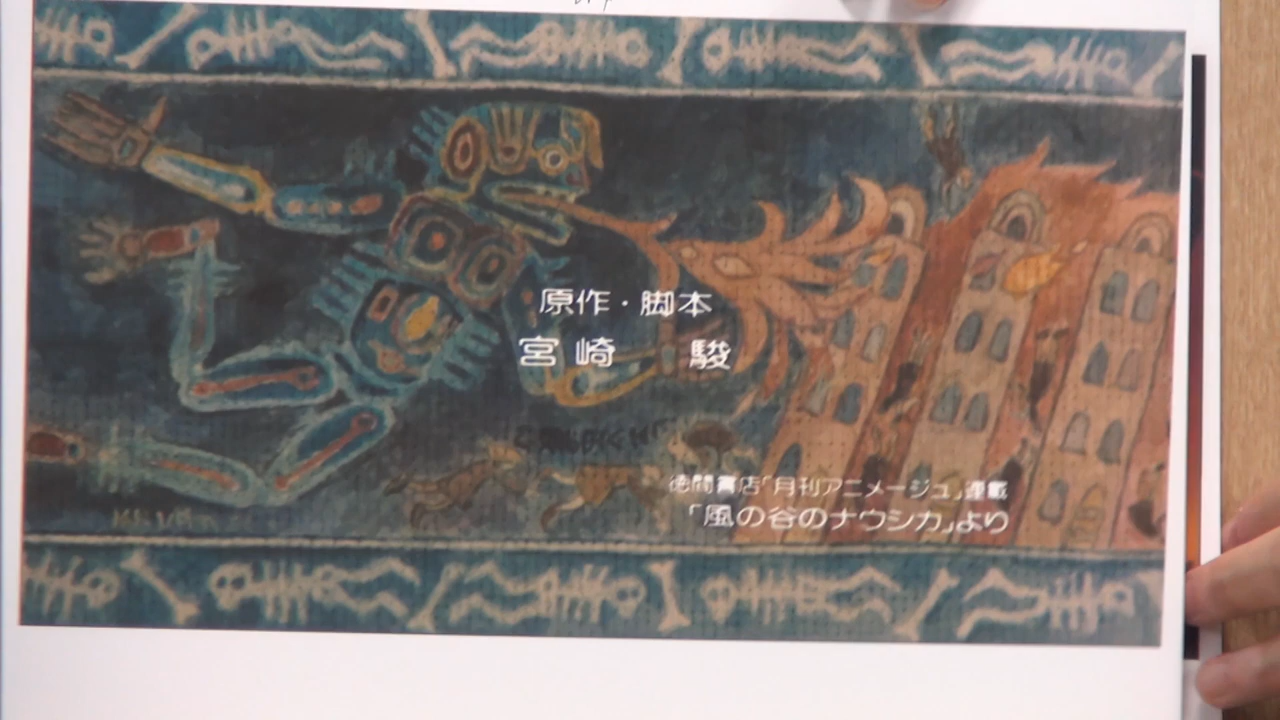 原作・脚本
宮崎 駿
徳間書店「月刊アニメージュ」連載
「風の谷のナウシカ」より